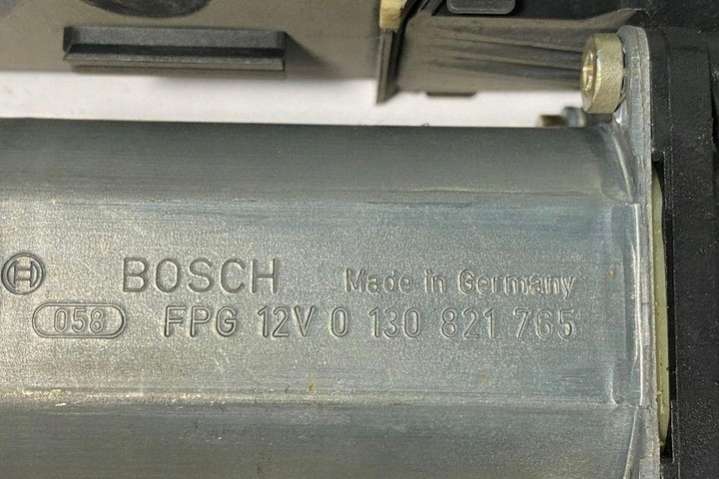 BOSCH Made in Germany
058 FPG 12V 0 130 821 765